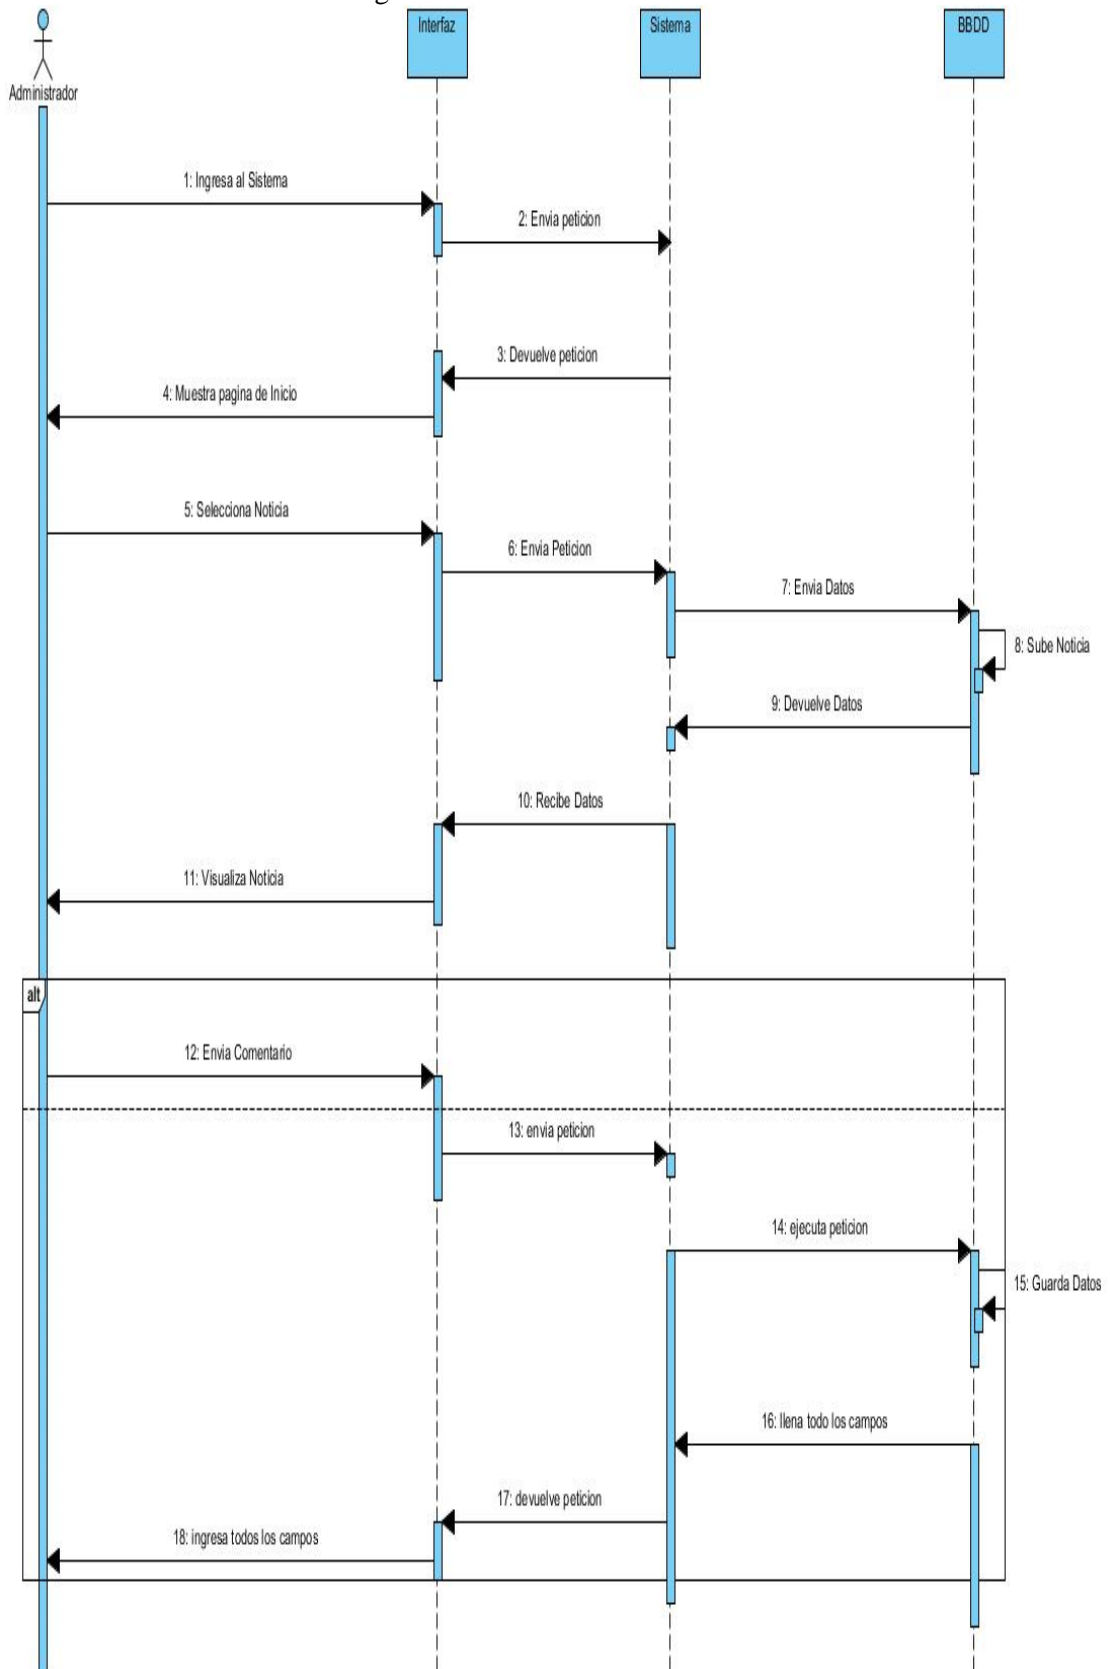 Interfaz
Sistema
BBDD
Administrador
1: Ingresa al Sistema
2: Envia peticion
3: Devuelve peticion
4: Muestra pagina de Inicio
5: Selecciona Noticia
6: Envia Peticion
7: Envia Datos
8: Sube Noticia
9: Devuelve Datos
10: Recibe Datos
11: Visualiza Noticia
alt
12: Envia Comentario
13: envia peticion
14: ejecuta peticion
15: Guarda Datos
16: llena todo los campos
17: devuelve peticion
18: ingresa todos los campos